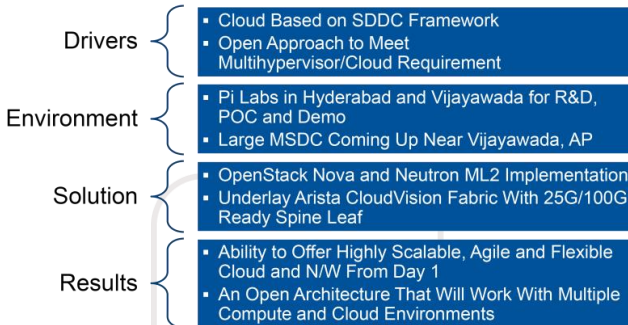 Drivers
▪ Cloud Based on SDDC Framework
▪ Open Approach to Meet
Multihypervisor/Cloud Requirement
Environment
▪ Pi Labs in Hyderabad and Vijayawada for R&D,
POC and Demo
▪ Large MSDC Coming Up Near Vijayawada, AP
Solution
▪ OpenStack Nova and Neutron ML2 Implementation
▪ Underlay Arista CloudVision Fabric With 25G/100G
Ready Spine Leaf
Results
▪ Ability to Offer Highly Scalable, Agile and Flexible
Cloud and N/W From Day 1
▪ An Open Architecture That Will Work With Multiple
Compute and Cloud Environments